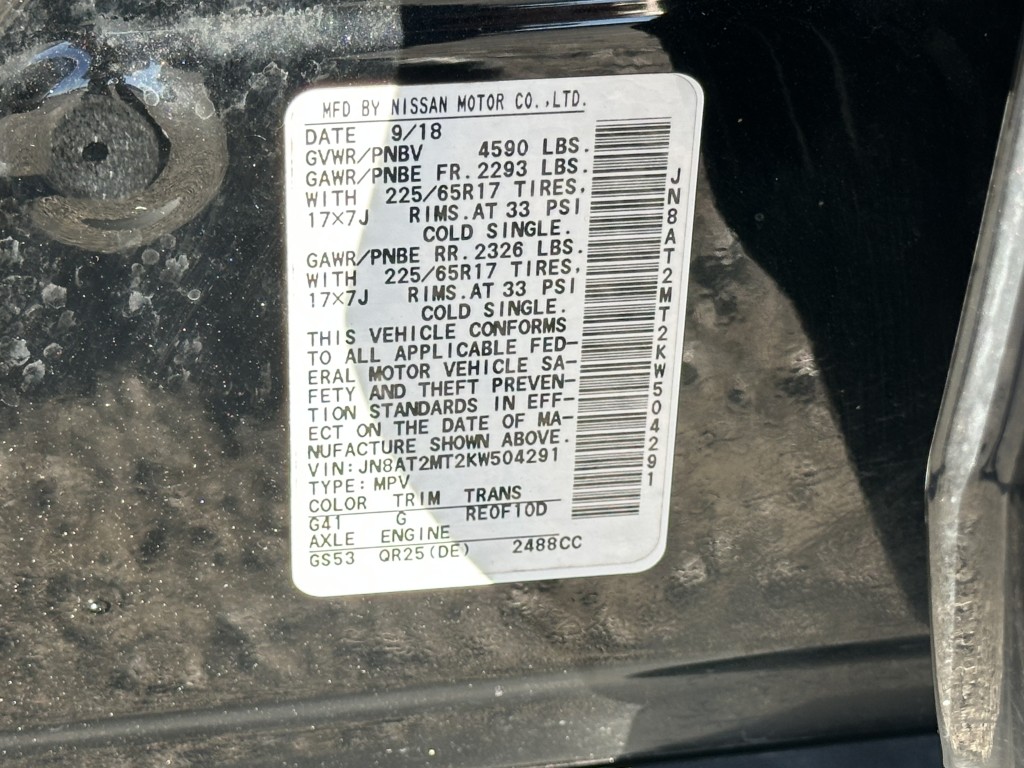 MFD BY NISSAN MOTOR CO.,LTD.
DATE 9/18
GVWR/PNBV 4590 LBS.
GAWR/PNBE FR.2293 LBS.
WITH 225/65R17 TIRES,
17×7J RIMS.AT 33 PSI
COLD SINGLE.
GAWR/PNBE RR.2326 LBS.
WITH 225/65R17 TIRES,
17×7J RIMS.AT 33 PSI
COLD SINGLE.
THIS VEHICLE CONFORMS
TO ALL APPLICABLE FED-
ERAL MOTOR VEHICLE SA-
FETY AND THEFT PREVEN-
TION STANDARDS IN EFF-
ECT ON THE DATE OF MA-
NUFACTURE SHOWN ABOVE.
VIN:JN8AT2MT2KW504291
TYPE:MPV
COLOR TRIM TRANS
G41 G RE0F10D
AXLE ENGINE
GS53 QR25(DE) 2488CC
JN8AT2MT2KW504291